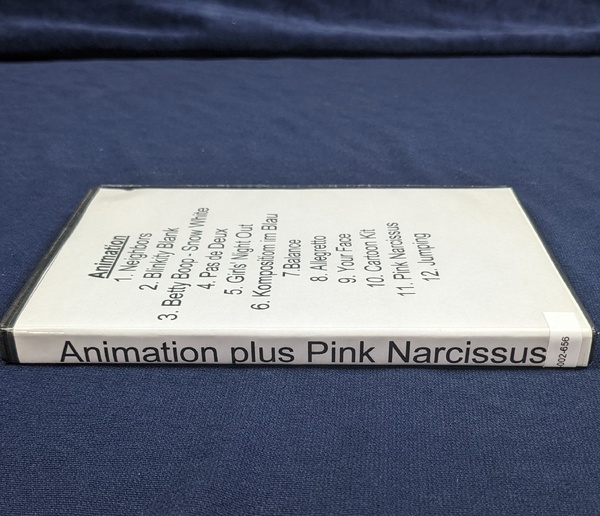 Animation
1. Neighbors
2. Blinkity Blank
3. Betty Boop - Snow White
4. Pas de Deux
5. Girls' Night Out
6. Komposition im Blau
7.Balance
8. Allegretto
9. Your Face
10. Cartoon Kit
11. Pink Narcissus
12. Jumping
Animation plus Pink Narcissus
-002-656